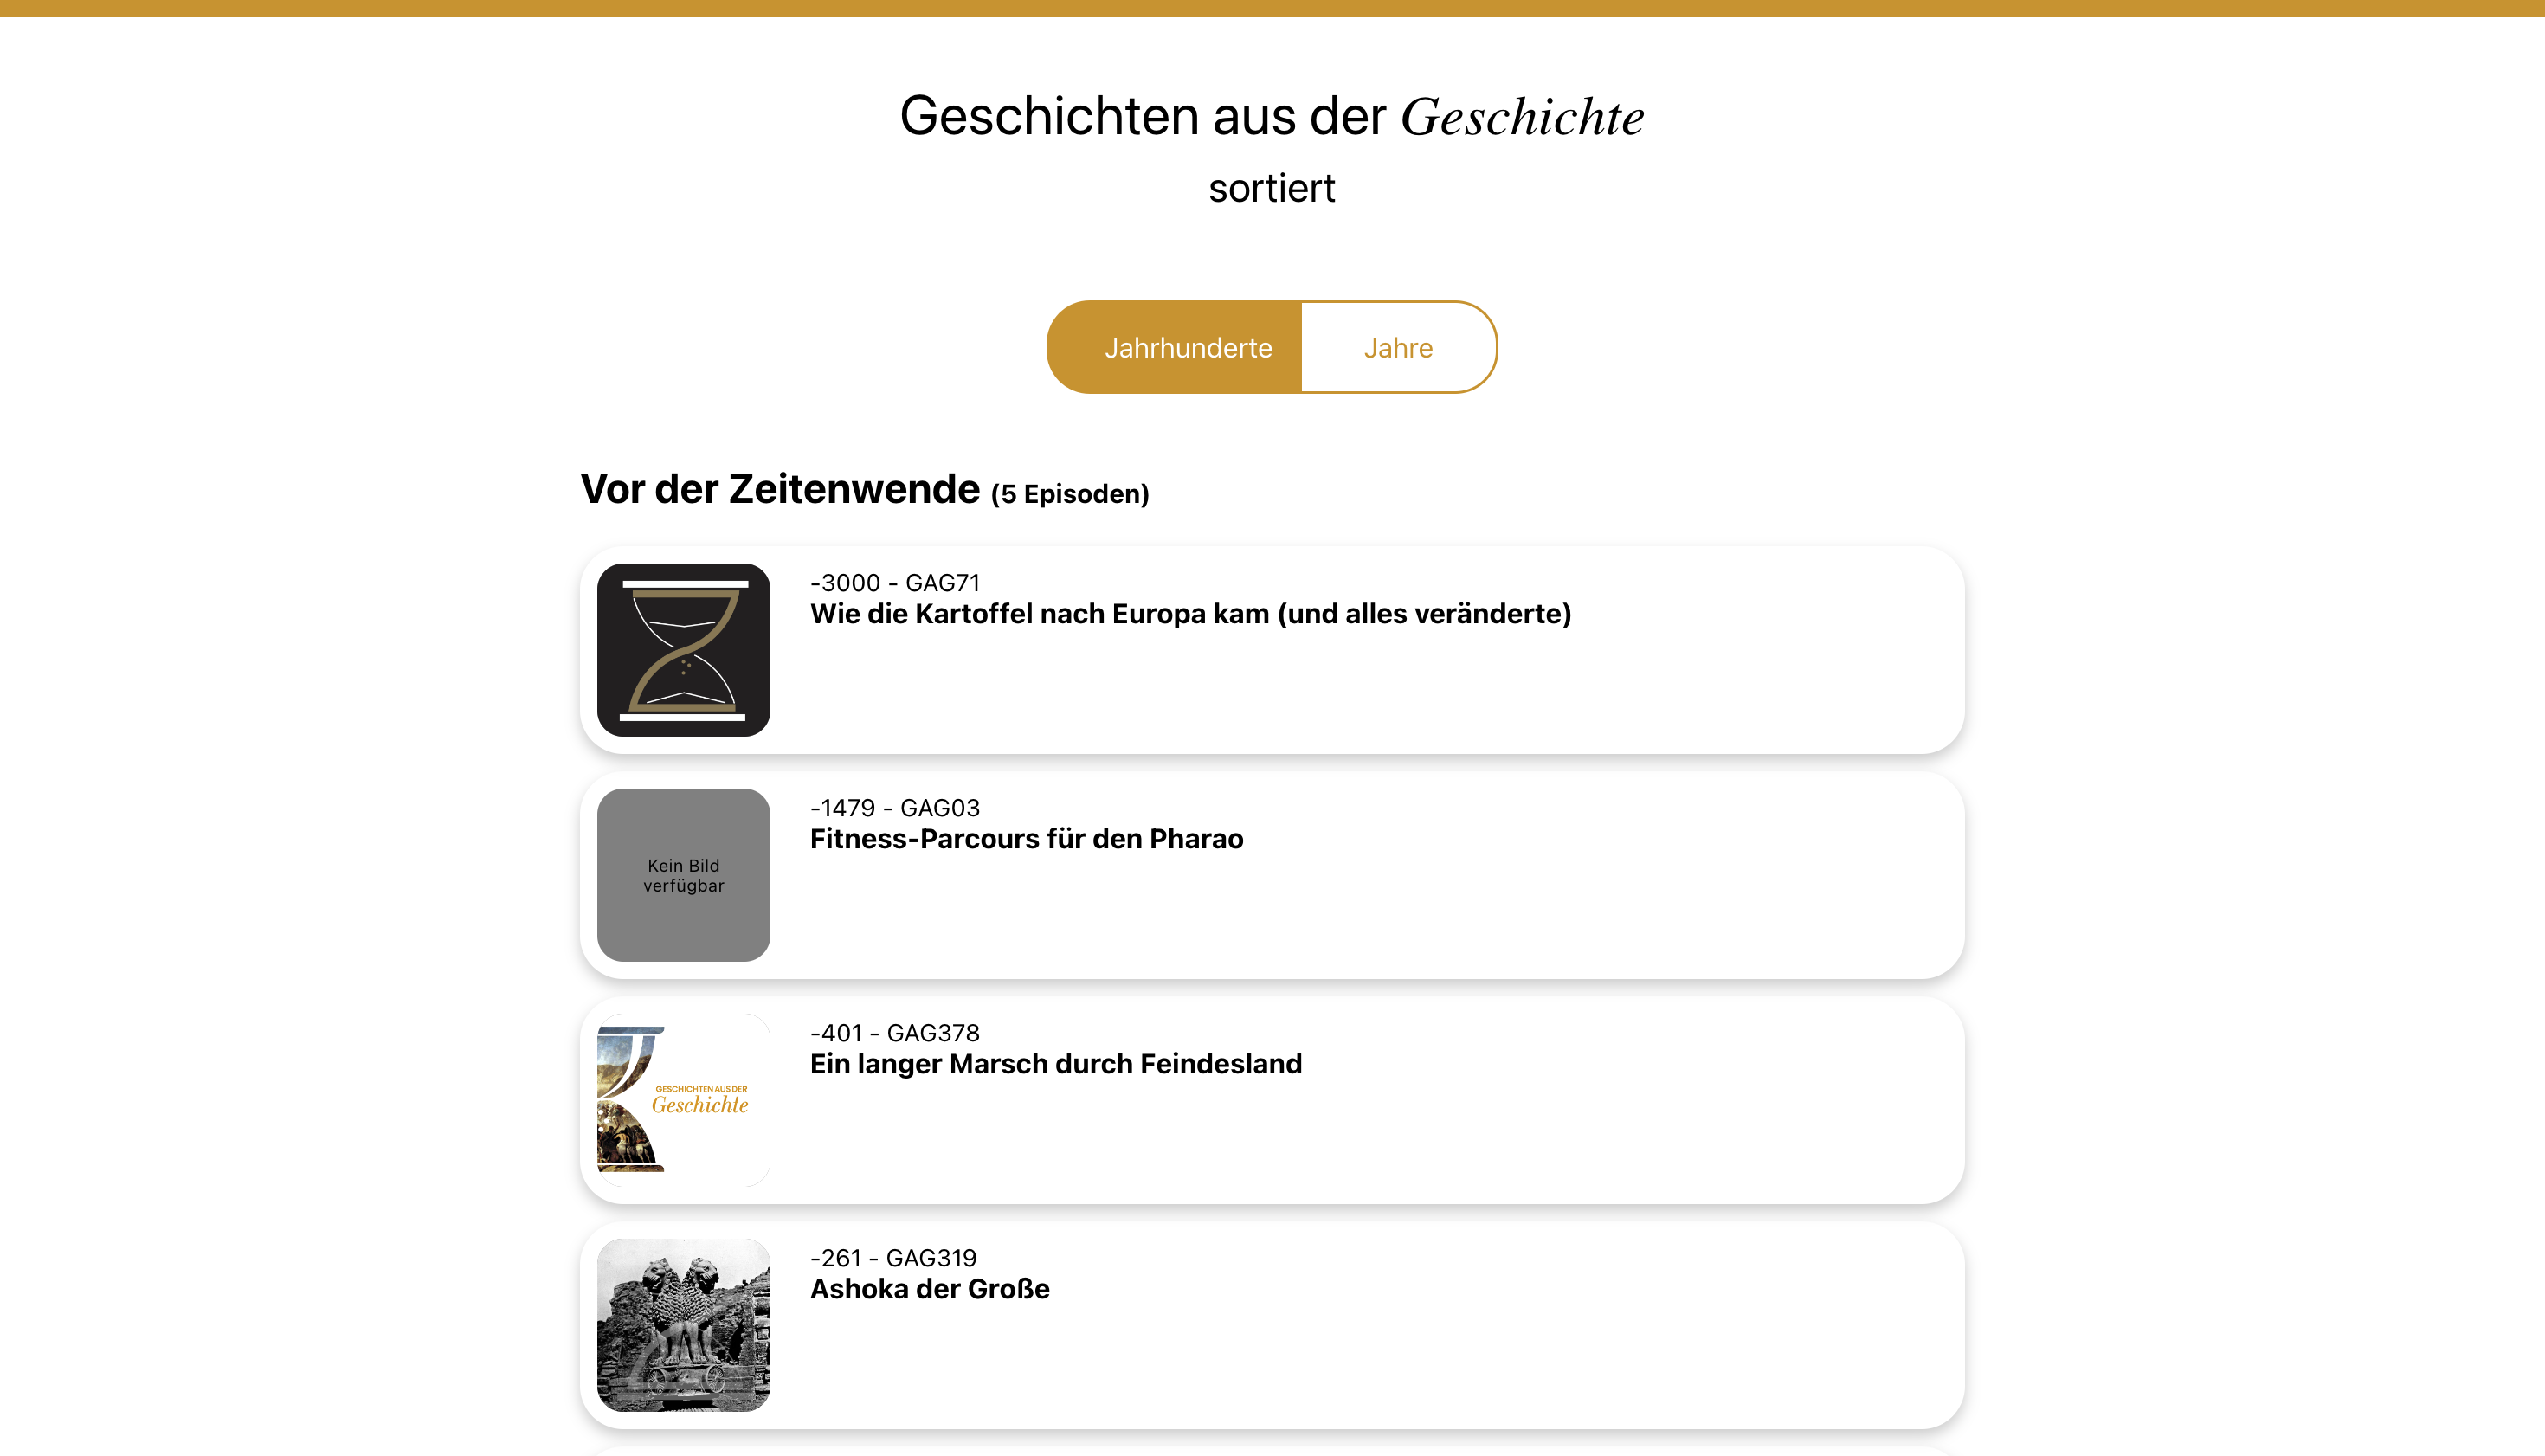 Geschichten aus der Geschichte
sortiert
Jahrhunderte
Jahre
Vor der Zeitenwende (5 Episoden)
-3000 - GAG71
Wie die Kartoffel nach Europa kam (und alles veränderte)
Kein Bild
verfügbar
-1479 - GAG03
Fitness-Parcours für den Pharao
GESCHICHTEN AUS DER
Geschichte
-401 - GAG378
Ein langer Marsch durch Feindesland
-261 - GAG319
Ashoka der Große